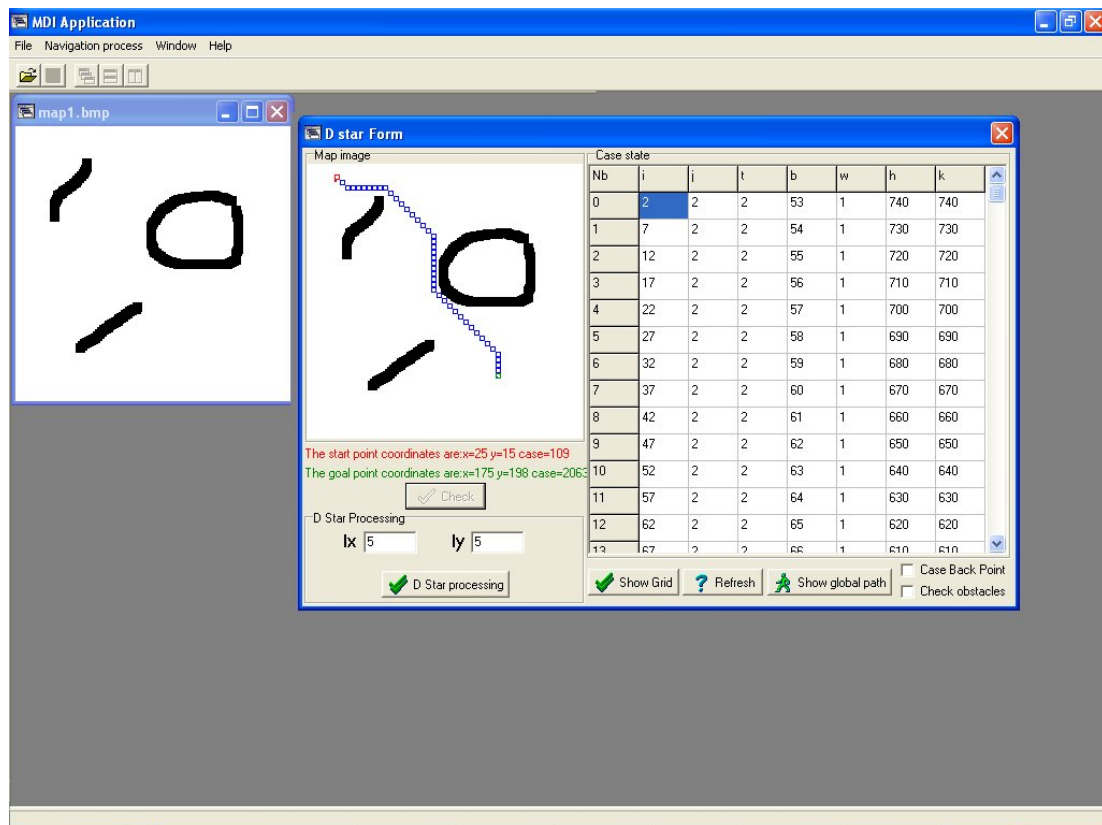 MDI Application
File Navigation process Window Help
map1.bmp
D star Form
Map image
Case state
Nb i j t b w h k
0 2 2 2 53 1 740 740
1 7 2 2 54 1 730 730
2 12 2 2 55 1 720 720
3 17 2 2 56 1 710 710
4 22 2 2 57 1 700 700
5 27 2 2 58 1 690 690
6 32 2 2 59 1 680 680
7 37 2 2 60 1 670 670
8 42 2 2 61 1 660 660
9 47 2 2 62 1 650 650
10 52 2 2 63 1 640 640
11 57 2 2 64 1 630 630
12 62 2 2 65 1 620 620
13 67 2 2 66 1 610 610
The start point coordinates are:x=25 y=15 case=109
The goal point coordinates are:x=175 y=198 case=2063
Check
D Star Processing
lx 5 ly 5
D Star processing
Show Grid Refresh Show global path
Case Back Point
Check obstacles